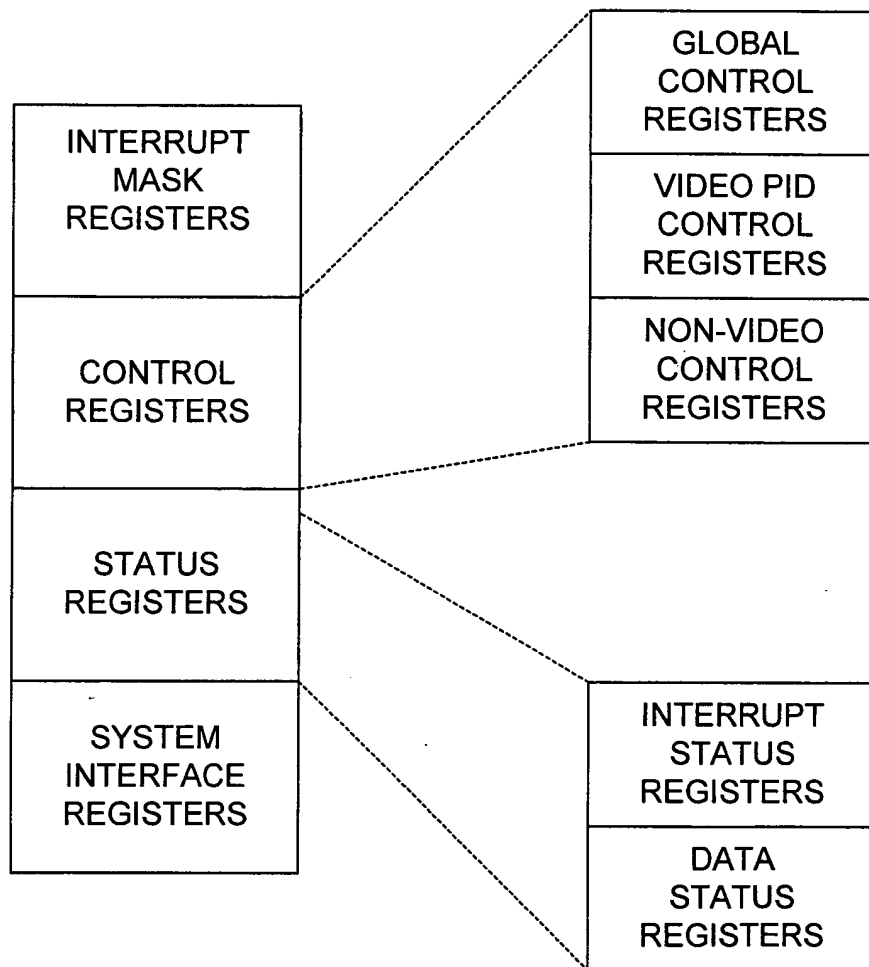 INTERRUPT
MASK
REGISTERS
CONTROL
REGISTERS
STATUS
REGISTERS
SYSTEM
INTERFACE
REGISTERS
GLOBAL
CONTROL
REGISTERS
VIDEO PID
CONTROL
REGISTERS
NON-VIDEO
CONTROL
REGISTERS
INTERRUPT
STATUS
REGISTERS
DATA
STATUS
REGISTERS